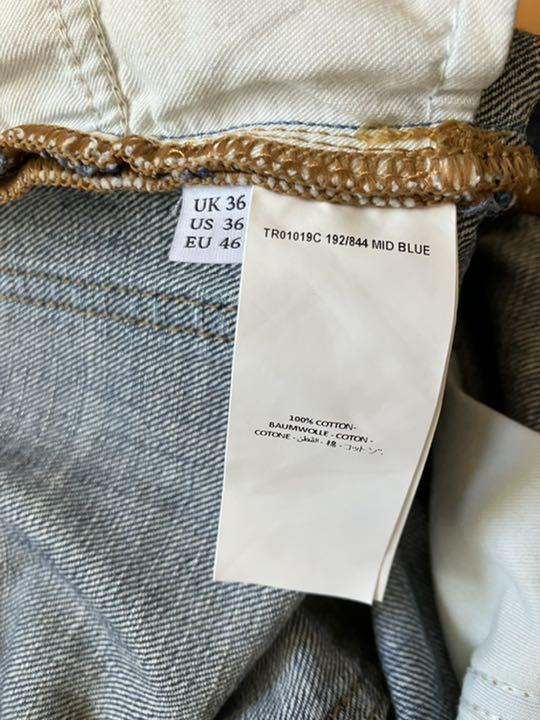 UK 36
US 36
EU 46
TR01019C 192/844 MID BLUE
100% COTTON-
BAUMWOLLE - COTON -
COTONE - القطن - 棉 - コットン